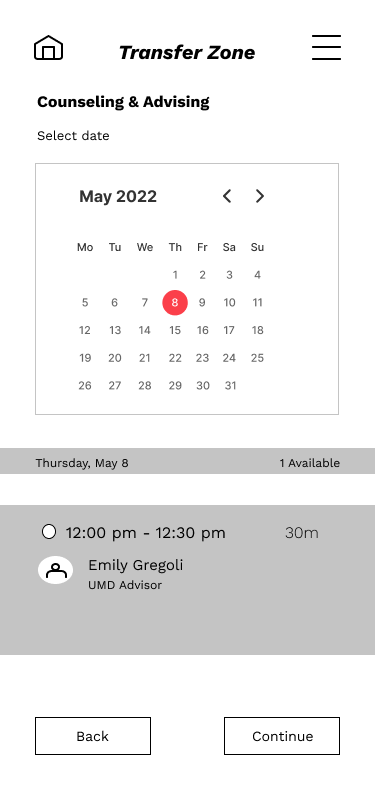 Transfer Zone
Counseling & Advising
Select date
May 2022
Mo Tu We Th Fr Sa Su
1 2 3 4
5 6 7 8 9 10 11
12 13 14 15 16 17 18
19 20 21 22 23 24 25
26 27 28 29 30 31
Thursday, May 8 1 Available
12:00 pm - 12:30 pm 30m
Emily Gregoli
UMD Advisor
Back Continue